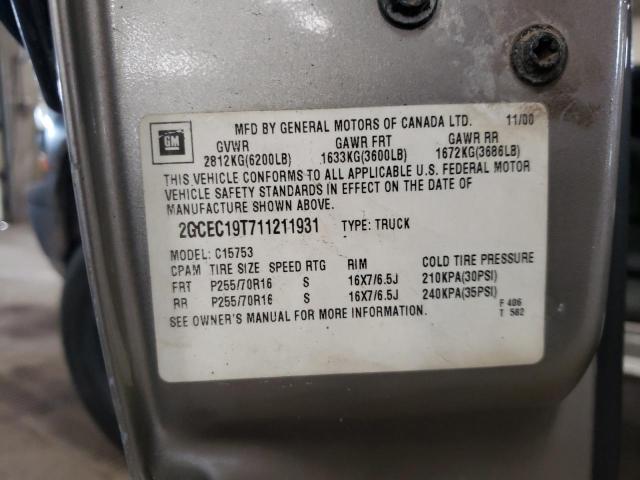 MFD BY GENERAL MOTORS OF CANADA LTD. 11/00
GM
GVWR GAWR FRT GAWR RR
2812KG(6200LB) 1633KG(3600LB) 1672KG(3686LB)
THIS VEHICLE CONFORMS TO ALL APPLICABLE U.S. FEDERAL MOTOR
VEHICLE SAFETY STANDARDS IN EFFECT ON THE DATE OF
MANUFACTURE SHOWN ABOVE.
2GCEC19T711211931 TYPE: TRUCK
MODEL: C15753
CPAM TIRE SIZE SPEED RTG RIM COLD TIRE PRESSURE
FRT P255/70R16 S 16X7/6.5J 210KPA(30PSI)
RR P255/70R16 S 16X7/6.5J 240KPA(35PSI)
SEE OWNER'S MANUAL FOR MORE INFORMATION.
F 406
T 582